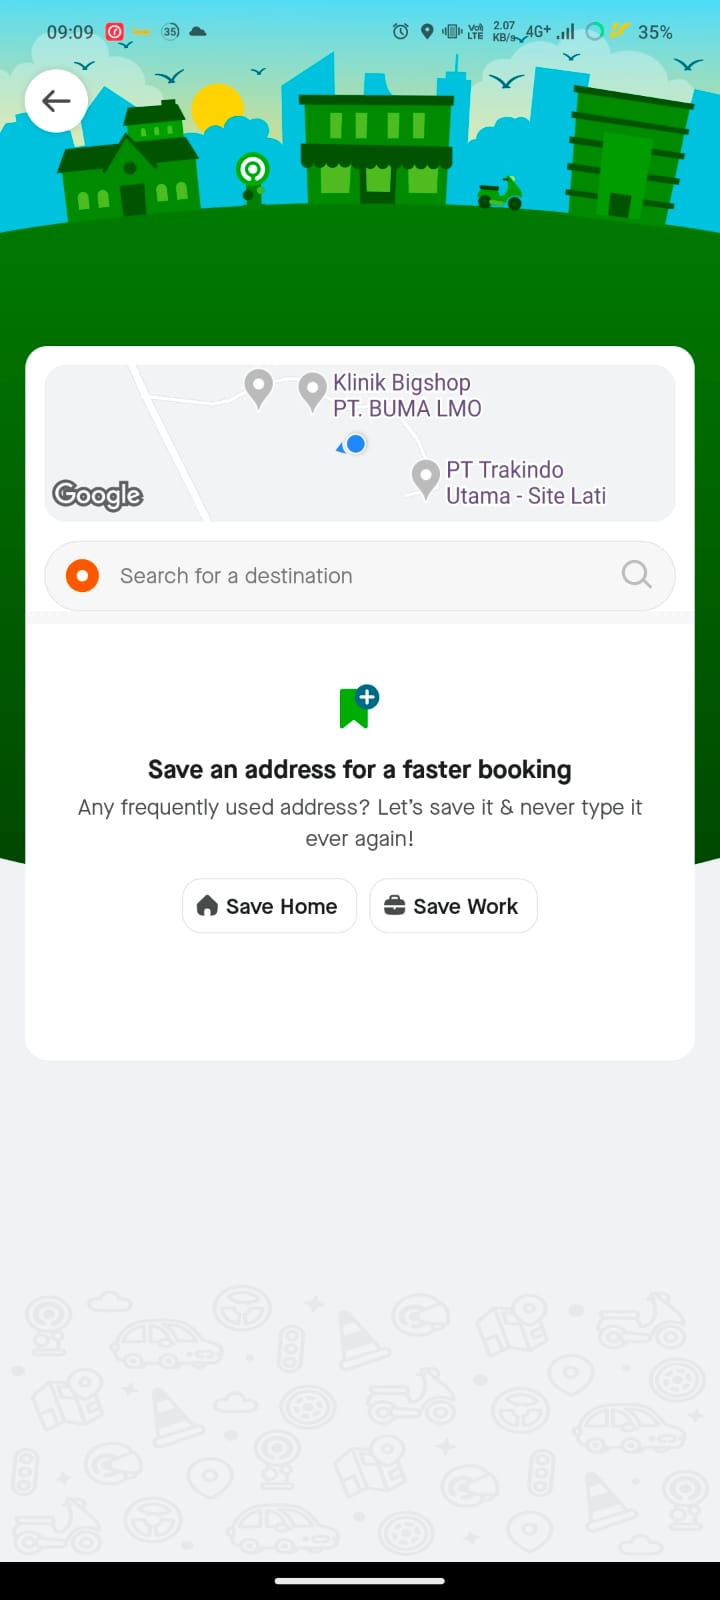 09:09
35
Vo) LTE
2.07 KB/s
4G+
35%
Klinik Bigshop
PT. BUMA LMO
PT Trakindo
Utama - Site Lati
Google
Search for a destination
Save an address for a faster booking
Any frequently used address? Let's save it & never type it
ever again!
Save Home
Save Work